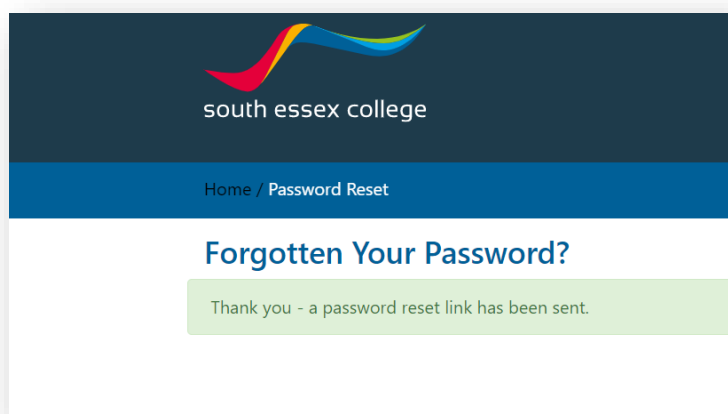 south essex college
Home / Password Reset
Forgotten Your Password?
Thank you - a password reset link has been sent.